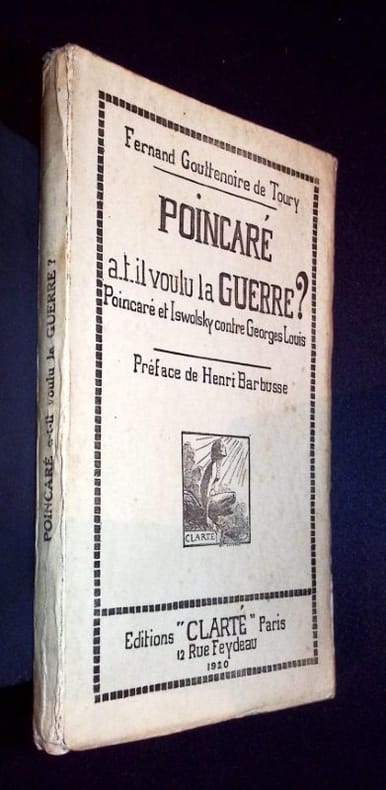 POINCARÉ a-t-il voulu la GUERRE?
Fernand Gouttenoire de Toury
POINCARÉ
a.t.il voulu la GUERRE?
Poincaré et Iswolsky contre Georges Louis
Préface de Henri Barbusse
CLARTÉ
Editions "CLARTÉ" Paris
12 Rue Feydeau
1920